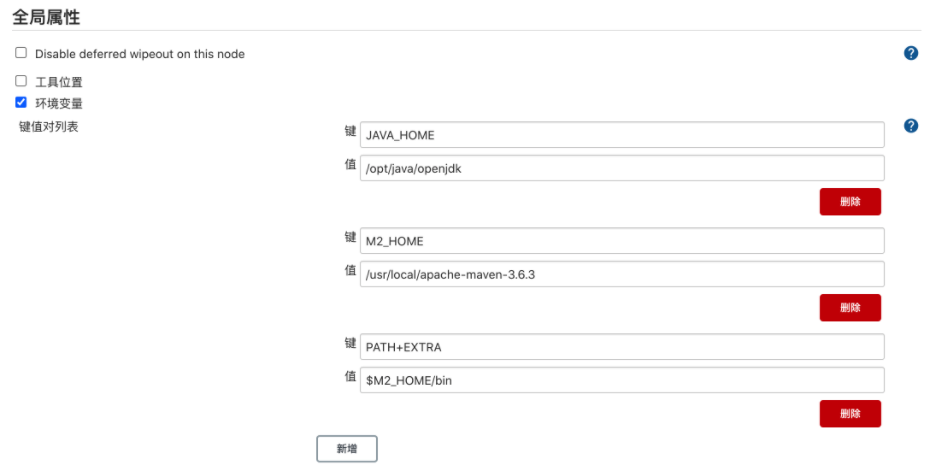 全局属性
Disable deferred wipeout on this node
?
工具位置
环境变量
键值对列表
?
键 JAVA_HOME
值 /opt/java/openjdk
删除
键 M2_HOME
值 /usr/local/apache-maven-3.6.3
删除
键 PATH+EXTRA
值 $M2_HOME/bin
删除
新增